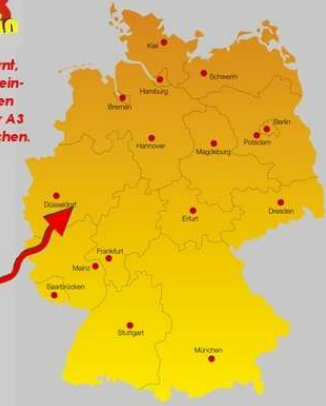 rnt,
ein-
en
r A3
chen.
Kiel
Schwerin
Hamburg
Bremen
Berlin
Potsdam
Hannover
Magdeburg
Düsseldorf
Erfurt
Dresden
Frankfurt
Mainz
Saarbrücken
Stuttgart
München